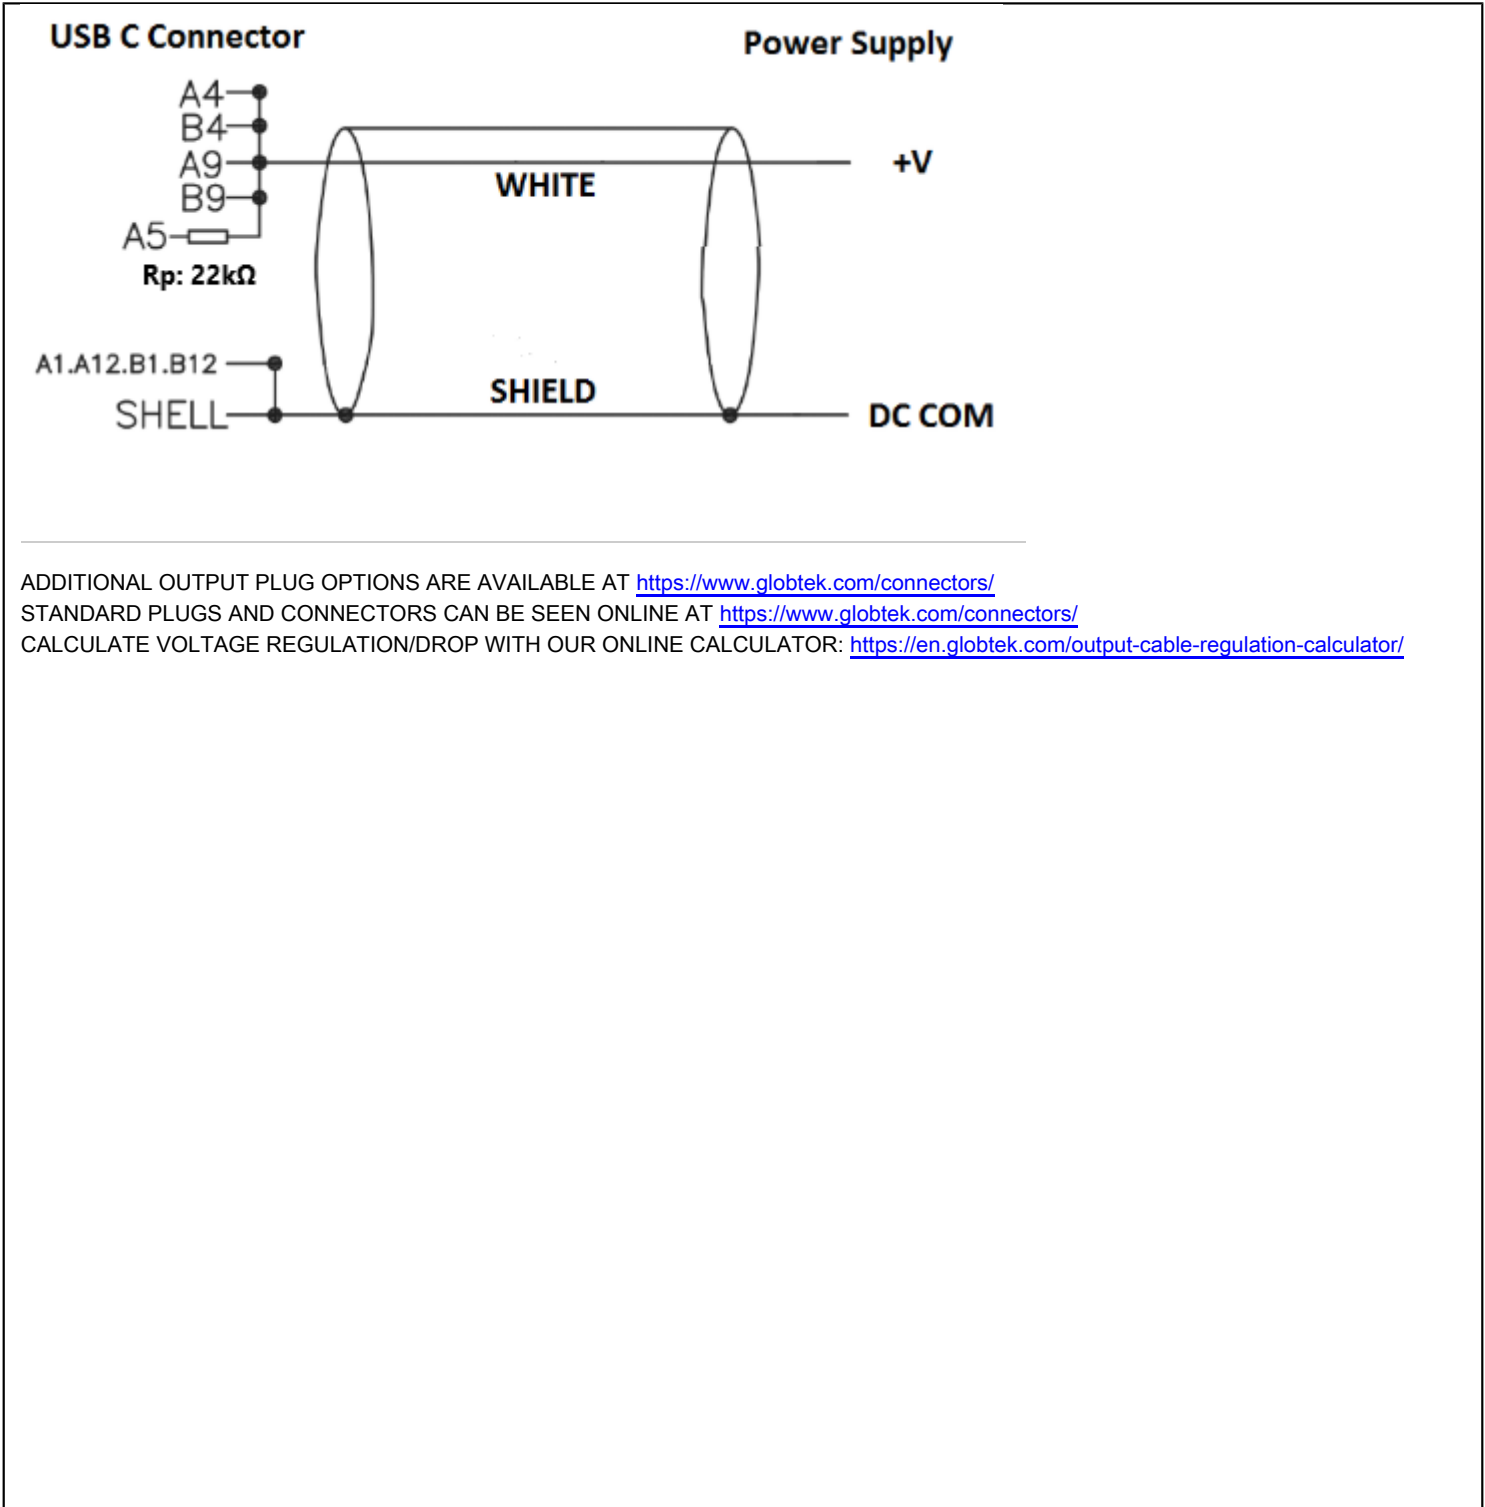 USB C Connector
Power Supply
A4
B4
A9
+V
WHITE
B9
A5
Rp: 22kΩ
A1.A12.B1.B12
SHIELD
SHELL
DC COM
ADDITIONAL OUTPUT PLUG OPTIONS ARE AVAILABLE AT https://www.globtek.com/connectors/
STANDARD PLUGS AND CONNECTORS CAN BE SEEN ONLINE AT https://www.globtek.com/connectors/
CALCULATE VOLTAGE REGULATION/DROP WITH OUR ONLINE CALCULATOR: https://en.globtek.com/output-cable-regulation-calculator/